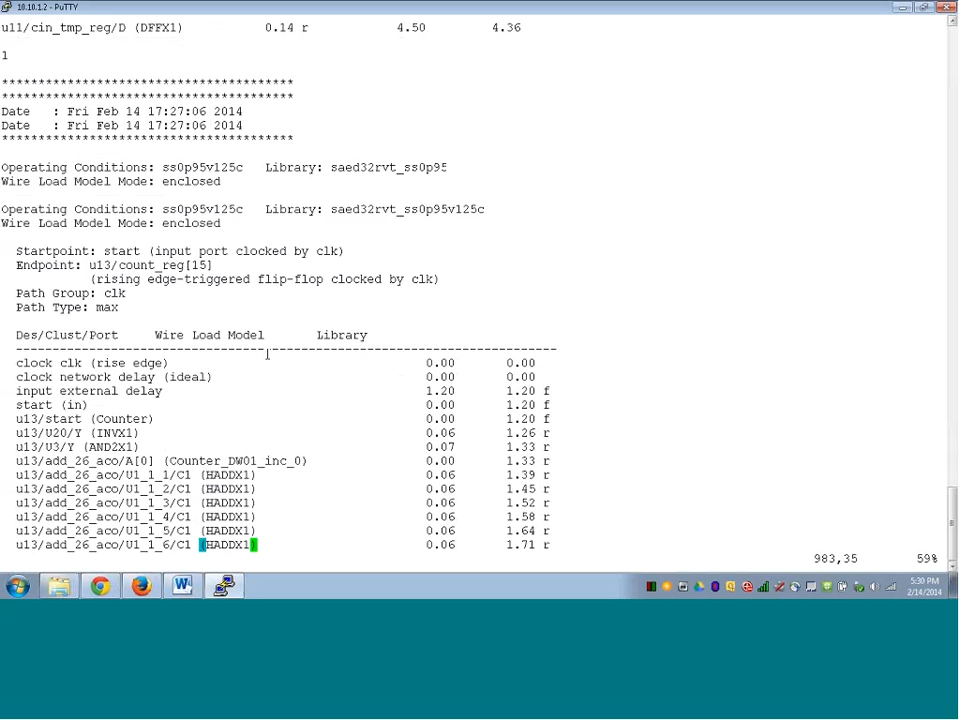 10.10.1.2 - PuTTY
u11/cin_tmp_reg/D (DFFX1) 0.14 r 4.50 4.36
1
****************************************
****************************************
Date : Fri Feb 14 17:27:06 2014
Date : Fri Feb 14 17:27:06 2014
****************************************
Operating Conditions: ss0p95v125c Library: saed32rvt_ss0p95
Wire Load Model Mode: enclosed
Operating Conditions: ss0p95v125c Library: saed32rvt_ss0p95v125c
Wire Load Model Mode: enclosed
Startpoint: start (input port clocked by clk)
Endpoint: u13/count_reg[15]
(rising edge-triggered flip-flop clocked by clk)
Path Group: clk
Path Type: max
Des/Clust/Port Wire Load Model Library
--------------------------------------------------------------------------
clock clk (rise edge) 0.00 0.00
clock network delay (ideal) 0.00 0.00
input external delay 1.20 1.20 f
start (in) 0.00 1.20 f
u13/start (Counter) 0.00 1.20 f
u13/U20/Y (INVX1) 0.06 1.26 r
u13/U3/Y (AND2X1) 0.07 1.33 r
u13/add_26_aco/A[0] (Counter_DW01_inc_0) 0.00 1.33 r
u13/add_26_aco/U1_1_1/C1 (HADDX1) 0.06 1.39 r
u13/add_26_aco/U1_1_2/C1 (HADDX1) 0.06 1.45 r
u13/add_26_aco/U1_1_3/C1 (HADDX1) 0.06 1.52 r
u13/add_26_aco/U1_1_4/C1 (HADDX1) 0.06 1.58 r
u13/add_26_aco/U1_1_5/C1 (HADDX1) 0.06 1.64 r
u13/add_26_aco/U1_1_6/C1 (HADDX1) 0.06 1.71 r
983,35 59%
5:30 PM
2/14/2014